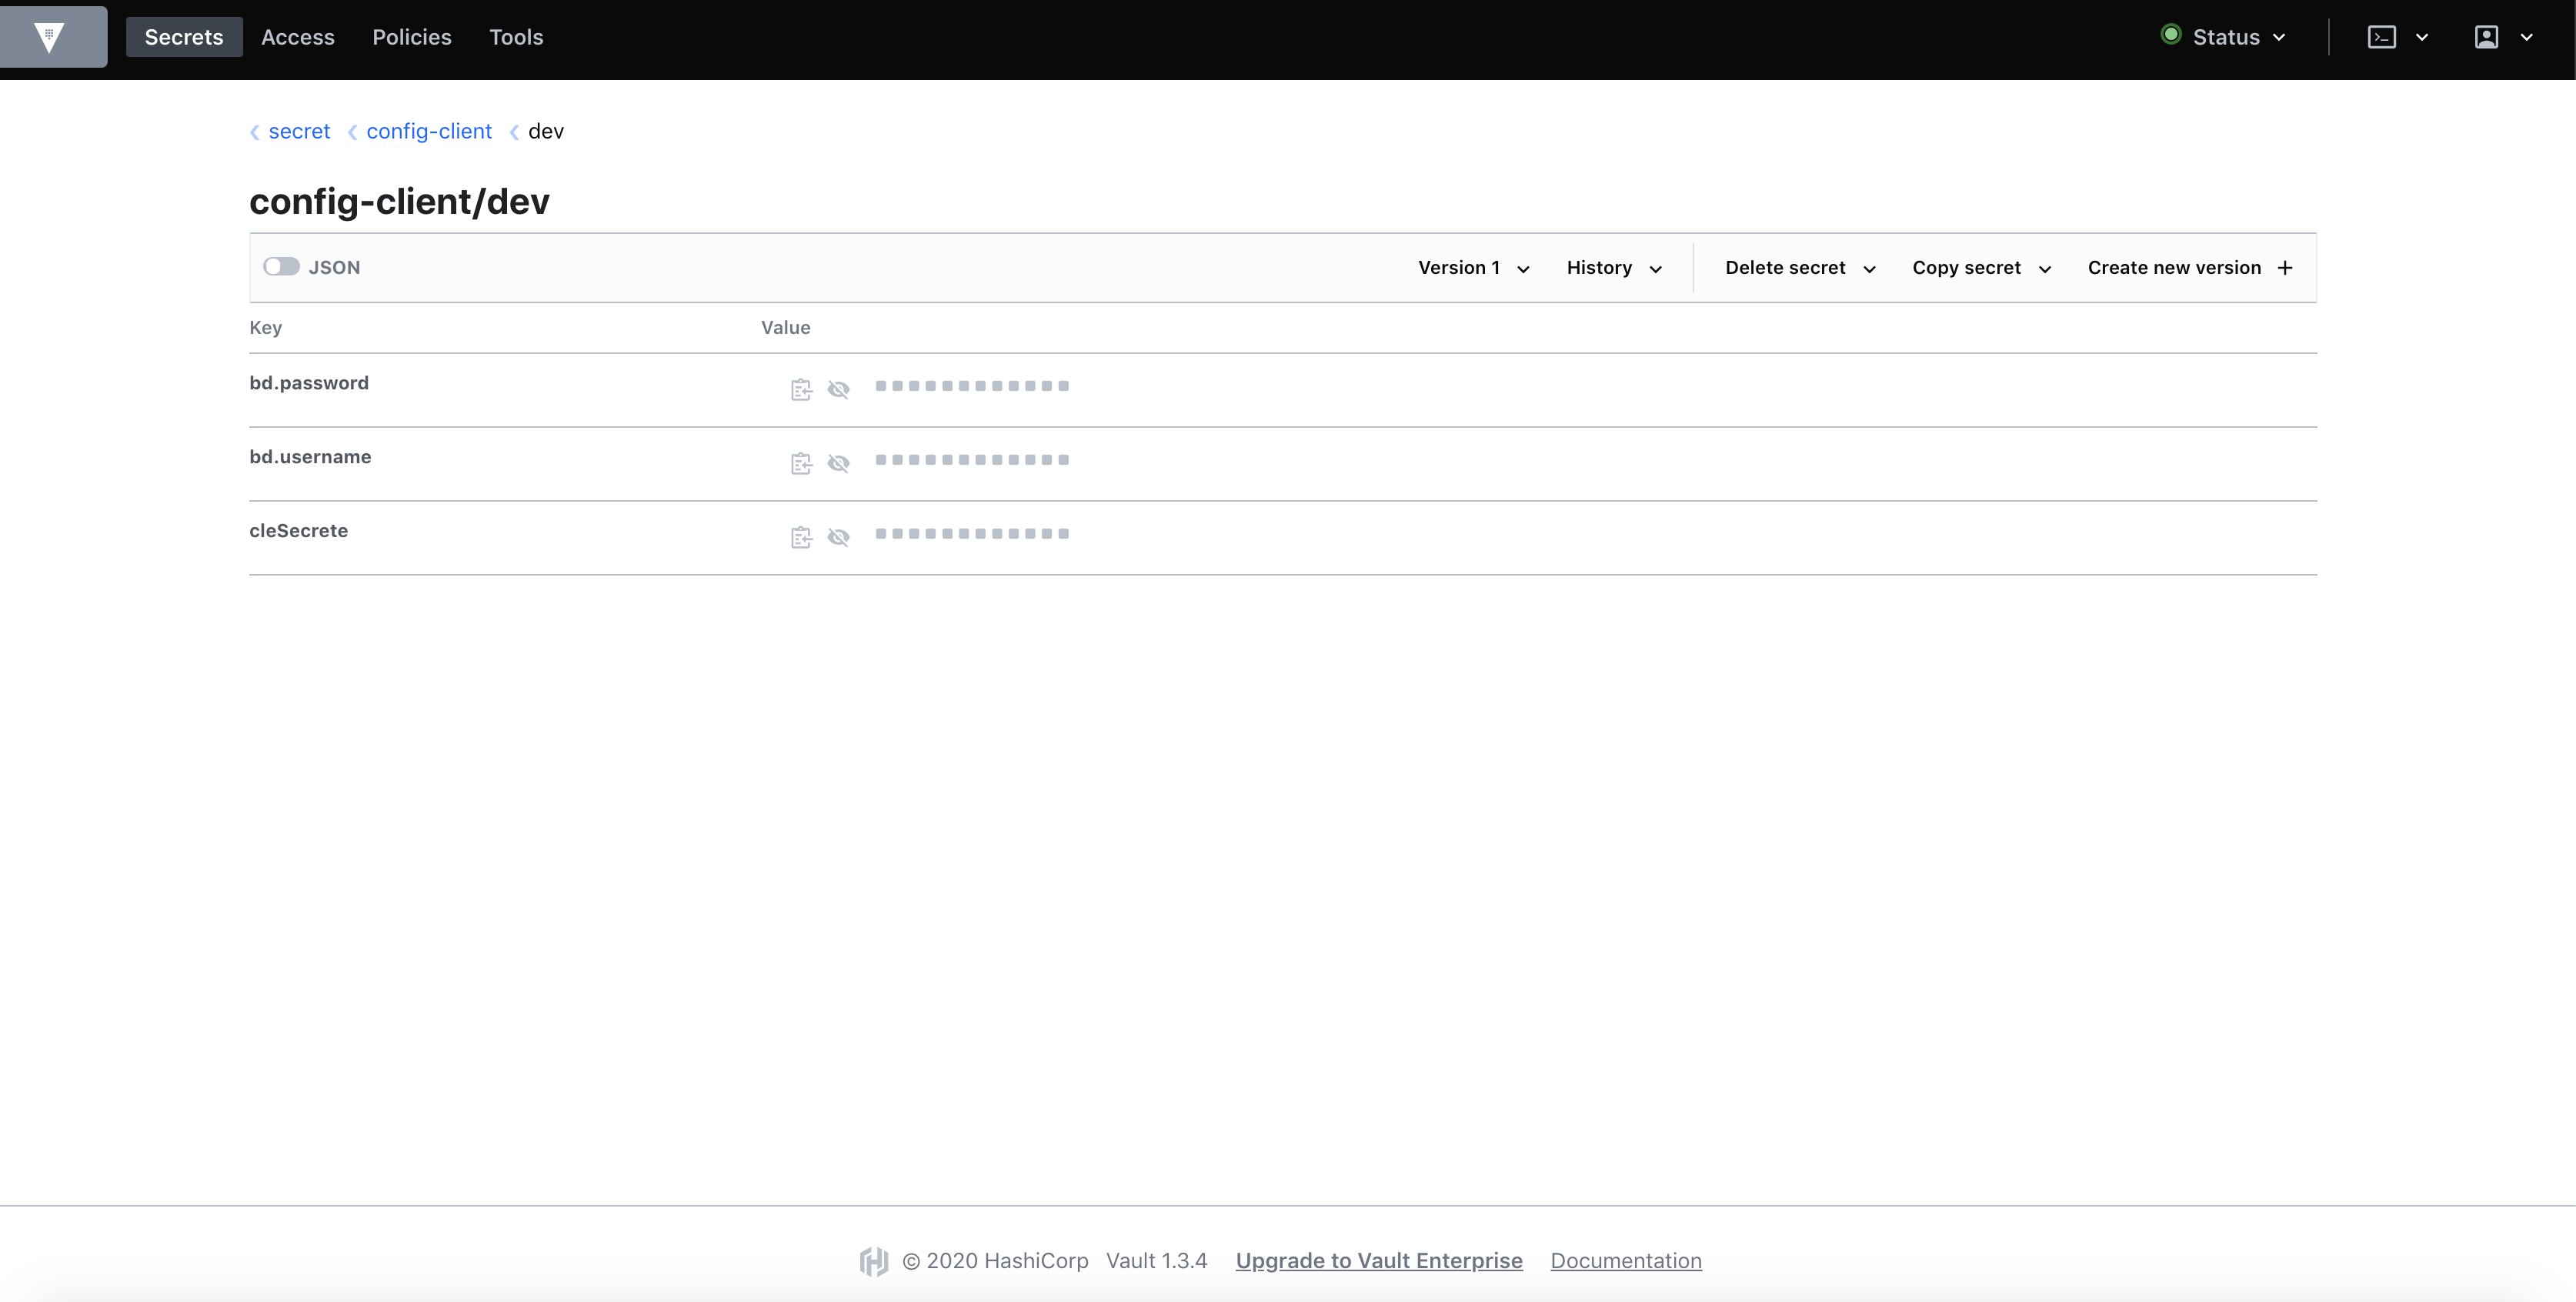 Secrets Access Policies Tools Status
secret config-client dev
config-client/dev
JSON Version 1 History Delete secret Copy secret Create new version
Key Value
bd.password
bd.username
cleSecrete
© 2020 HashiCorp Vault 1.3.4 Upgrade to Vault Enterprise Documentation